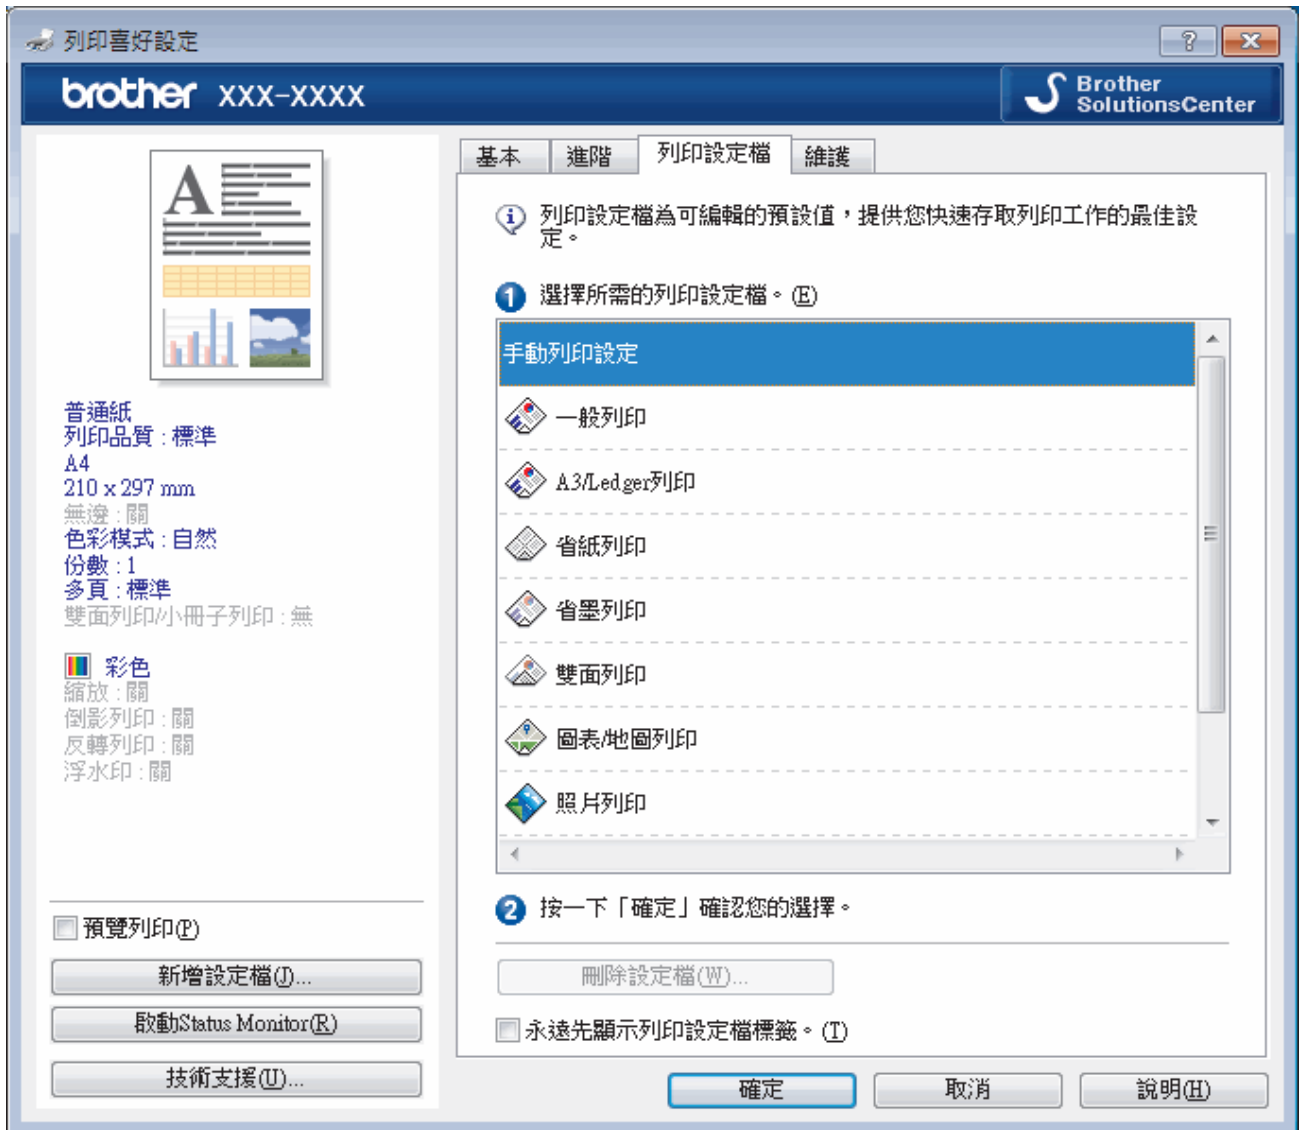 列印喜好設定
brother XXX-XXXX
Brother
SolutionsCenter
A
普通紙
列印品質 : 標準
A4
210 x 297 mm
無邊 : 關
色彩模式 : 自然
份數 : 1
多頁 : 標準
雙面列印/小冊子列印 : 無
彩色
縮放 : 關
倒影列印 : 關
反轉列印 : 關
浮水印 : 關
預覽列印(P)
新增設定檔(J)...
啟動Status Monitor(R)
技術支援(U)...
基本 進階 列印設定檔 維護
列印設定檔為可編輯的預設值，提供您快速存取列印工作的最佳設
定。
1 選擇所需的列印設定檔。(E)
手動列印設定
一般列印
A3/Ledger列印
省紙列印
省墨列印
雙面列印
圖表/地圖列印
照片列印
2 按一下「確定」確認您的選擇。
刪除設定檔(W)...
永遠先顯示列印設定檔標籤。(T)
確定 取消 說明(H)